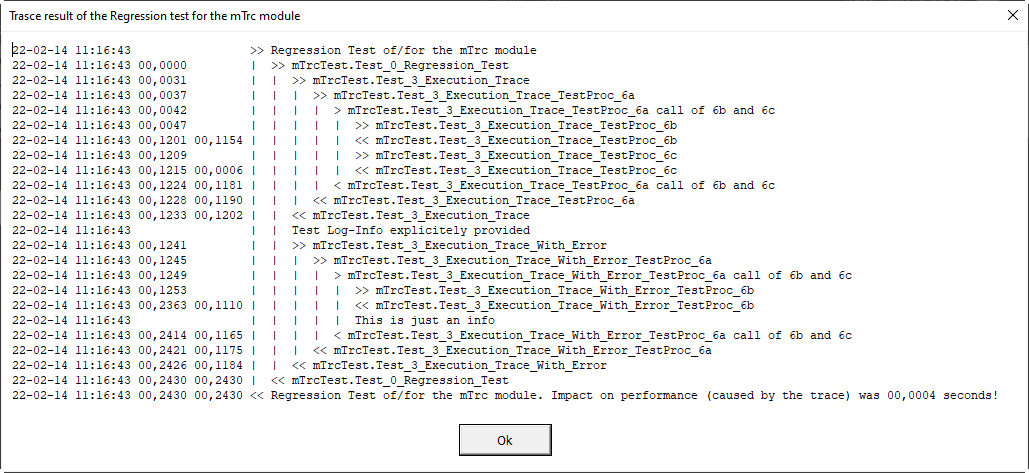 Trasce result of the Regression test for the mTrc module
22-02-14 11:16:43                 >> Regression Test of/for the mTrc module
22-02-14 11:16:43 00,0000         |  >> mTrcTest.Test_0_Regression_Test
22-02-14 11:16:43 00,0031         |  |  >> mTrcTest.Test_3_Execution_Trace
22-02-14 11:16:43 00,0037         |  |  |  >> mTrcTest.Test_3_Execution_Trace_TestProc_6a
22-02-14 11:16:43 00,0042         |  |  |  |  > mTrcTest.Test_3_Execution_Trace_TestProc_6a call of 6b and 6c
22-02-14 11:16:43 00,0047         |  |  |  |  |  >> mTrcTest.Test_3_Execution_Trace_TestProc_6b
22-02-14 11:16:43 00,1201 00,1154 |  |  |  |  |  << mTrcTest.Test_3_Execution_Trace_TestProc_6b
22-02-14 11:16:43 00,1209         |  |  |  |  |  >> mTrcTest.Test_3_Execution_Trace_TestProc_6c
22-02-14 11:16:43 00,1215 00,0006 |  |  |  |  |  << mTrcTest.Test_3_Execution_Trace_TestProc_6c
22-02-14 11:16:43 00,1224 00,1181 |  |  |  |  < mTrcTest.Test_3_Execution_Trace_TestProc_6a call of 6b and 6c
22-02-14 11:16:43 00,1228 00,1190 |  |  |  << mTrcTest.Test_3_Execution_Trace_TestProc_6a
22-02-14 11:16:43 00,1233 00,1202 |  |  << mTrcTest.Test_3_Execution_Trace
22-02-14 11:16:43                 |  |  Test Log-Info explicitely provided
22-02-14 11:16:43 00,1241         |  |  >> mTrcTest.Test_3_Execution_Trace_With_Error
22-02-14 11:16:43 00,1245         |  |  |  >> mTrcTest.Test_3_Execution_Trace_With_Error_TestProc_6a
22-02-14 11:16:43 00,1249         |  |  |  |  > mTrcTest.Test_3_Execution_Trace_With_Error_TestProc_6a call of 6b and 6c
22-02-14 11:16:43 00,1253         |  |  |  |  |  >> mTrcTest.Test_3_Execution_Trace_With_Error_TestProc_6b
22-02-14 11:16:43 00,2363 00,1110 |  |  |  |  |  << mTrcTest.Test_3_Execution_Trace_With_Error_TestProc_6b
22-02-14 11:16:43                 |  |  |  |  |  This is just an info
22-02-14 11:16:43 00,2414 00,1165 |  |  |  |  < mTrcTest.Test_3_Execution_Trace_With_Error_TestProc_6a call of 6b and 6c
22-02-14 11:16:43 00,2421 00,1175 |  |  |  << mTrcTest.Test_3_Execution_Trace_With_Error_TestProc_6a
22-02-14 11:16:43 00,2426 00,1184 |  |  << mTrcTest.Test_3_Execution_Trace_With_Error
22-02-14 11:16:43 00,2430 00,2430 |  << mTrcTest.Test_0_Regression_Test
22-02-14 11:16:43 00,2430 00,2430 << Regression Test of/for the mTrc module. Impact on performance (caused by the trace) was 00,0004 seconds!
Ok